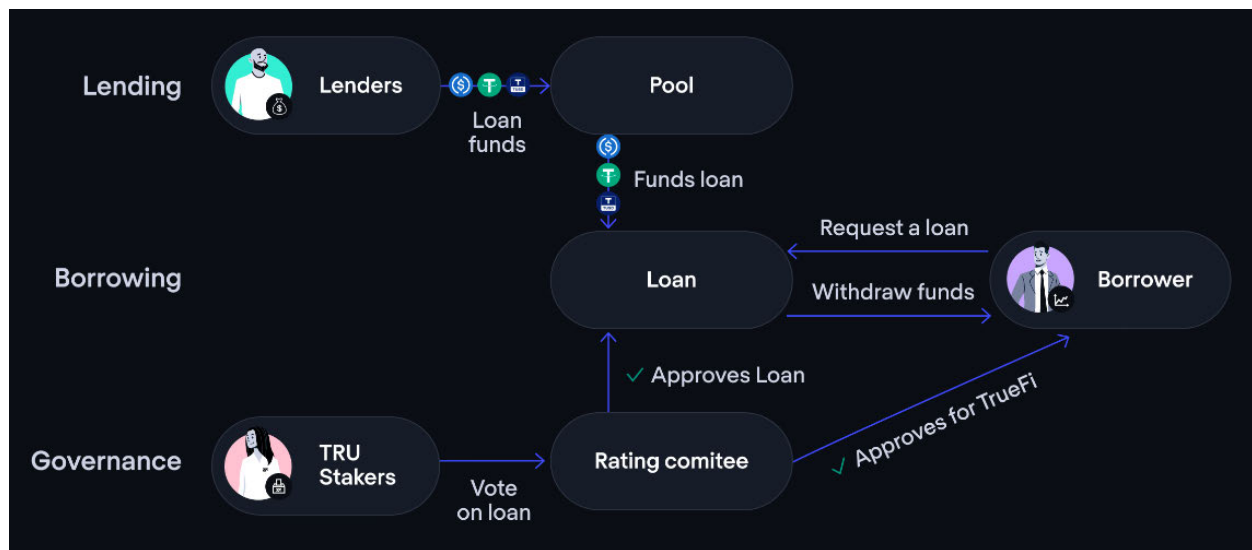 Lending
Lenders
Loan
funds
Pool
Funds loan
Borrowing
Loan
Request a loan
Withdraw funds
Borrower
Approves Loan
Governance
TRU
Stakers
Vote
on loan
Rating comitee
Approves for TrueFi